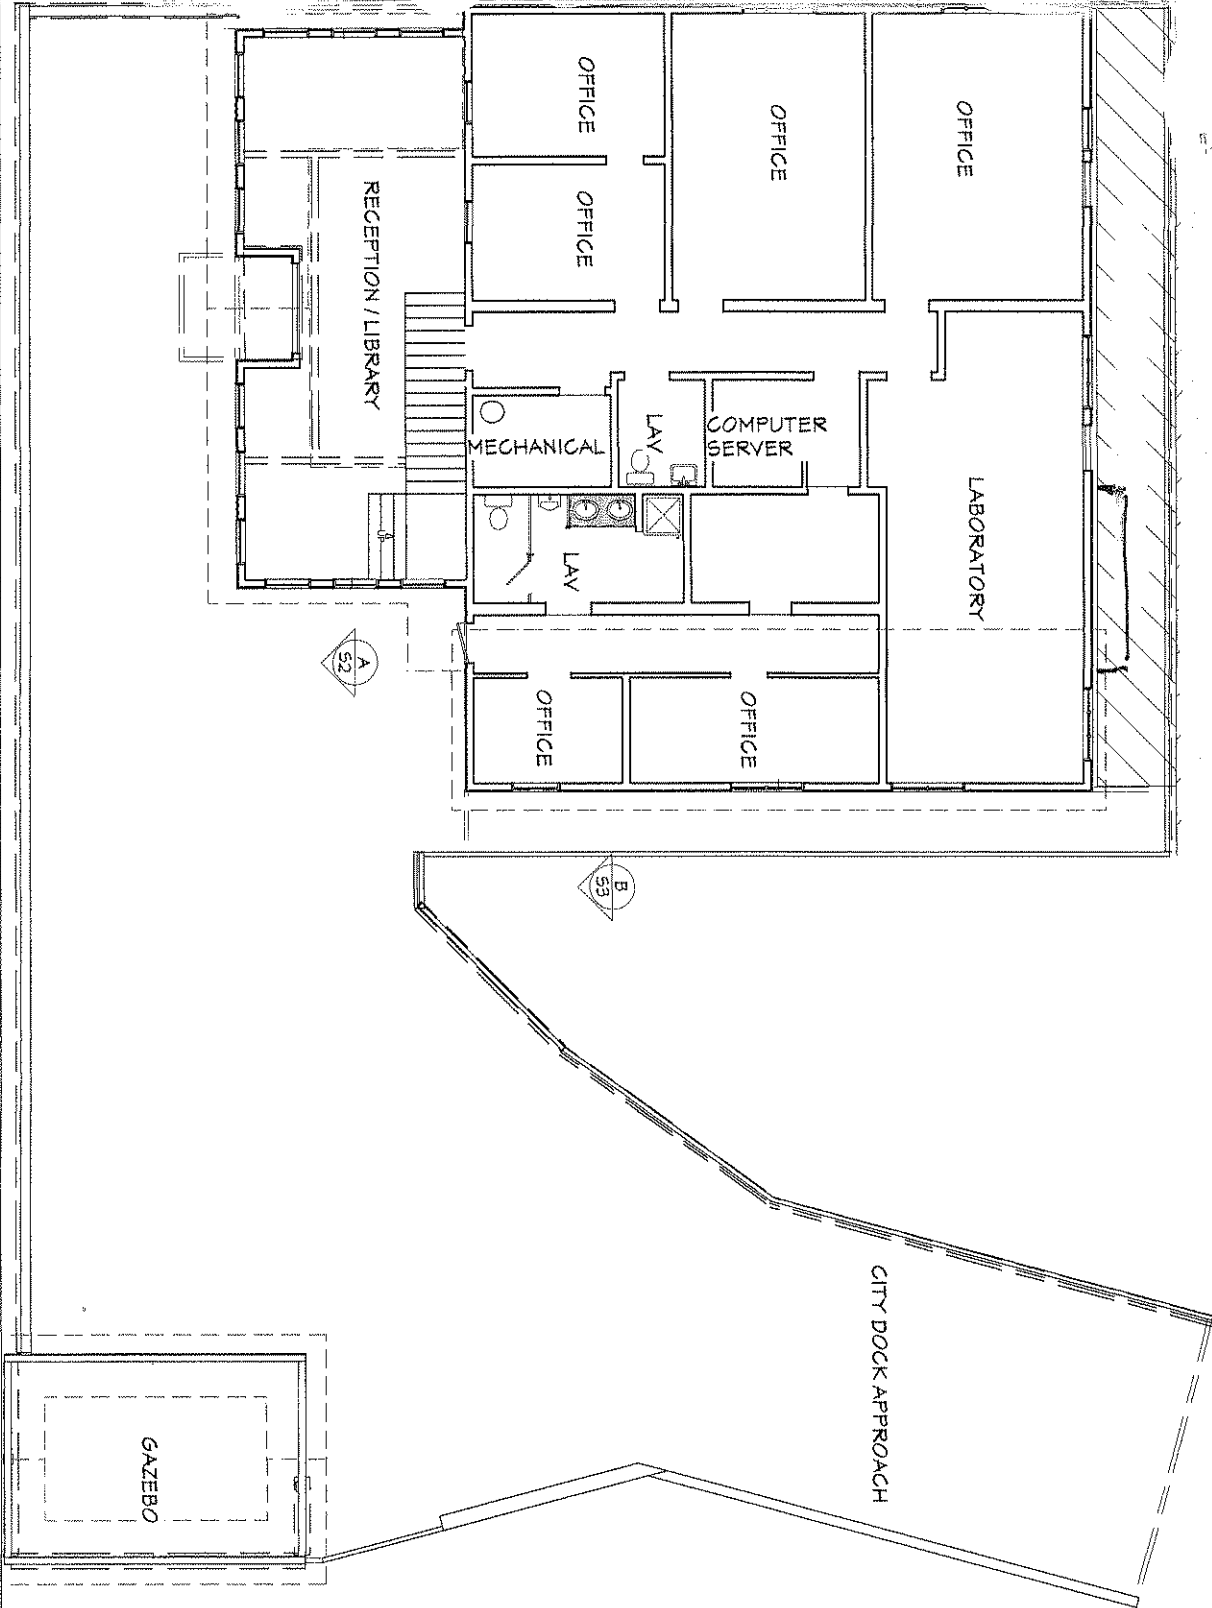 OFFICE
OFFICE
OFFICE
OFFICE
RECEPTION / LIBRARY
MECHANICAL
LAV
COMPUTER
SERVER
LABORATORY
LAV
A
S2
OFFICE
OFFICE
B
S3
CITY DOCK APPROACH
GAZEBO